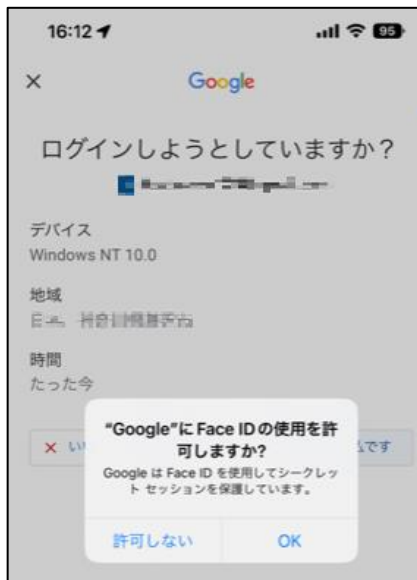 16:12
95
×
Google
ログインしようとしていますか？
デバイス
Windows NT 10.0
地域
時間
たった今
“Google”に Face ID の使用を許
可しますか?
Google は Face ID を使用してシークレッ
ト セッションを保護しています。
× い
です
許可しない
OK